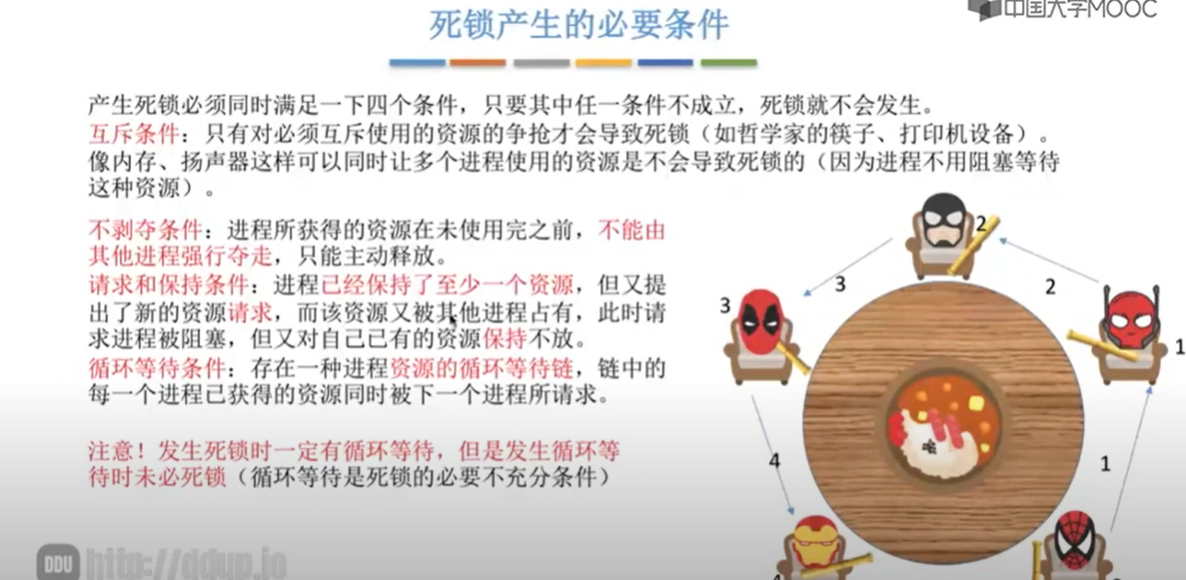 中国大学MOOC
死锁产生的必要条件
产生死锁必须同时满足一下四个条件，只要其中任一条件不成立，死锁就不会发生。
互斥条件：只有对必须互斥使用的资源的争抢才会导致死锁（如哲学家的筷子、打印机设备）。
像内存、扬声器这样可以同时让多个进程使用的资源是不会导致死锁的（因为进程不用阻塞等待
这种资源）。
不剥夺条件：进程所获得的资源在未使用完之前，不能由
其他进程强行夺走，只能主动释放。
请求和保持条件：进程已经保持了至少一个资源，但又提
出了新的资源请求，而该资源又被其他进程占有，此时请
求进程被阻塞，但又对自己已有的资源保持不放。
循环等待条件：存在一种进程资源的循环等待链，链中的
每一个进程已获得的资源同时被下一个进程所请求。
注意！发生死锁时一定有循环等待，但是发生循环等
待时未必死锁（循环等待是死锁的必要不充分条件）
2
3
2
3
1
4
1
DDU http://ddup.io